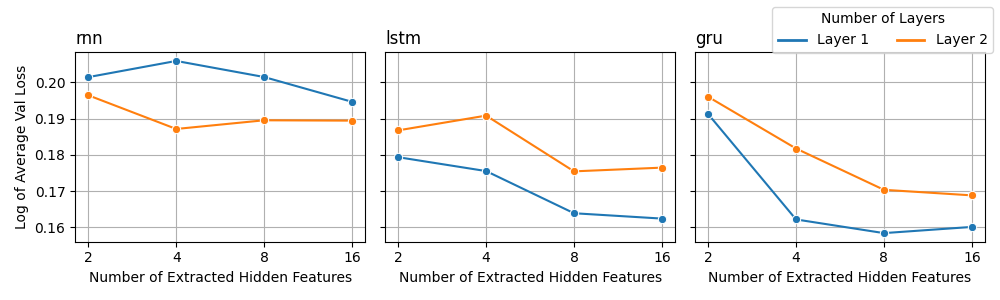 Number of Layers
Layer 1 Layer 2
rnn lstm gru
Log of Average Val Loss
0.20
0.19
0.18
0.17
0.16
2 4 8 16 2 4 8 16 2 4 8 16
Number of Extracted Hidden Features Number of Extracted Hidden Features Number of Extracted Hidden Features